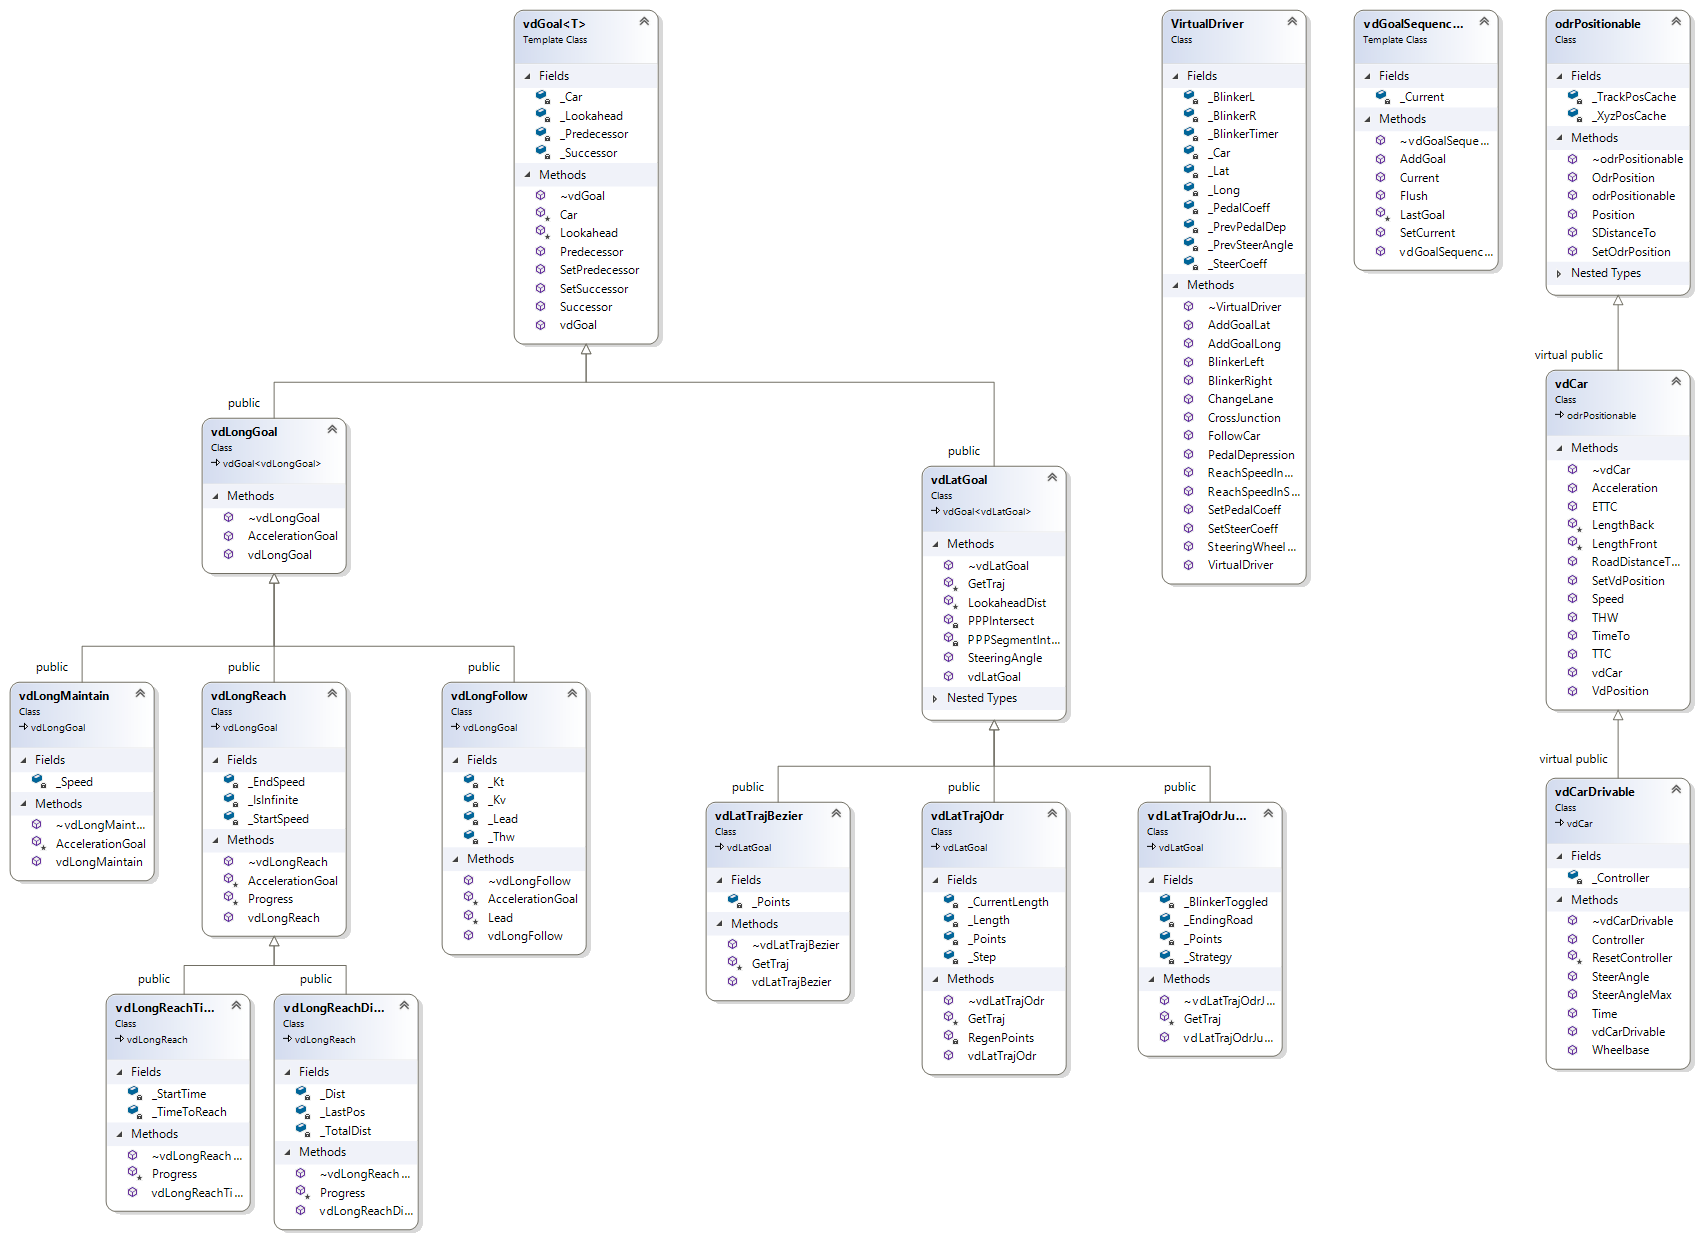 vdGoal<T>
Template Class
Fields
_Car
_Lookahead
_Predecessor
_Successor
Methods
~vdGoal
Car
Lookahead
Predecessor
SetPredecessor
SetSuccessor
Successor
vdGoal
public
vdLongGoal
Class
vdGoal<vdLongGoal>
Methods
~vdLongGoal
AccelerationGoal
vdLongGoal
public
vdLatGoal
Class
vdGoal<vdLatGoal>
Methods
~vdLatGoal
GetTraj
LookaheadDist
PPPIntersect
PPPSegmentInt...
SteeringAngle
vdLatGoal
Nested Types
public
vdLongMaintain
Class
vdLongGoal
Fields
_Speed
Methods
~vdLongMaint...
AccelerationGoal
vdLongMaintain
public
vdLongReach
Class
vdLongGoal
Fields
_EndSpeed
_IsInfinite
_StartSpeed
Methods
~vdLongReach
AccelerationGoal
Progress
vdLongReach
public
vdLongFollow
Class
vdLongGoal
Fields
_Kt
_Kv
_Lead
_Thw
Methods
~vdLongFollow
AccelerationGoal
Lead
vdLongFollow
public
vdLongReachTi...
Class
vdLongReach
Fields
_StartTime
_TimeToReach
Methods
~vdLongReach...
Progress
vdLongReachTi...
public
vdLongReachDi...
Class
vdLongReach
Fields
_Dist
_LastPos
_TotalDist
Methods
~vdLongReach...
Progress
vdLongReachDi...
public
vdLatTrajBezier
Class
vdLatGoal
Fields
_Points
Methods
~vdLatTrajBezier
GetTraj
vdLatTrajBezier
public
vdLatTrajOdr
Class
vdLatGoal
Fields
_CurrentLength
_Length
_Points
_Step
Methods
~vdLatTrajOdr
GetTraj
RegenPoints
vdLatTrajOdr
public
vdLatTrajOdrJu...
Class
vdLatGoal
Fields
_BlinkerToggled
_EndingRoad
_Points
_Strategy
Methods
~vdLatTrajOdrJ...
GetTraj
vdLatTrajOdrJu...
VirtualDriver
Class
Fields
_BlinkerL
_BlinkerR
_BlinkerTimer
_Car
_Lat
_Long
_PedalCoeff
_PrevPedalDep
_PrevSteerAngle
_SteerCoeff
Methods
~VirtualDriver
AddGoalLat
AddGoalLong
BlinkerLeft
BlinkerRight
ChangeLane
CrossJunction
FollowCar
PedalDepression
ReachSpeedIn...
ReachSpeedInS...
SetPedalCoeff
SetSteerCoeff
SteeringWheel...
VirtualDriver
vdGoalSequenc...
Template Class
Fields
_Current
Methods
~vdGoalSeque...
AddGoal
Current
Flush
LastGoal
SetCurrent
vdGoalSequenc...
odrPositionable
Class
Fields
_TrackPosCache
_XyzPosCache
Methods
~odrPositionable
OdrPosition
odrPositionable
Position
SDistanceTo
SetOdrPosition
Nested Types
virtual public
vdCar
Class
odrPositionable
Methods
~vdCar
Acceleration
ETTC
LengthBack
LengthFront
RoadDistanceT...
SetVdPosition
Speed
THW
TimeTo
TTC
vdCar
VdPosition
virtual public
vdCarDrivable
Class
vdCar
Fields
_Controller
Methods
~vdCarDrivable
Controller
ResetController
SteerAngle
SteerAngleMax
Time
vdCarDrivable
Wheelbase